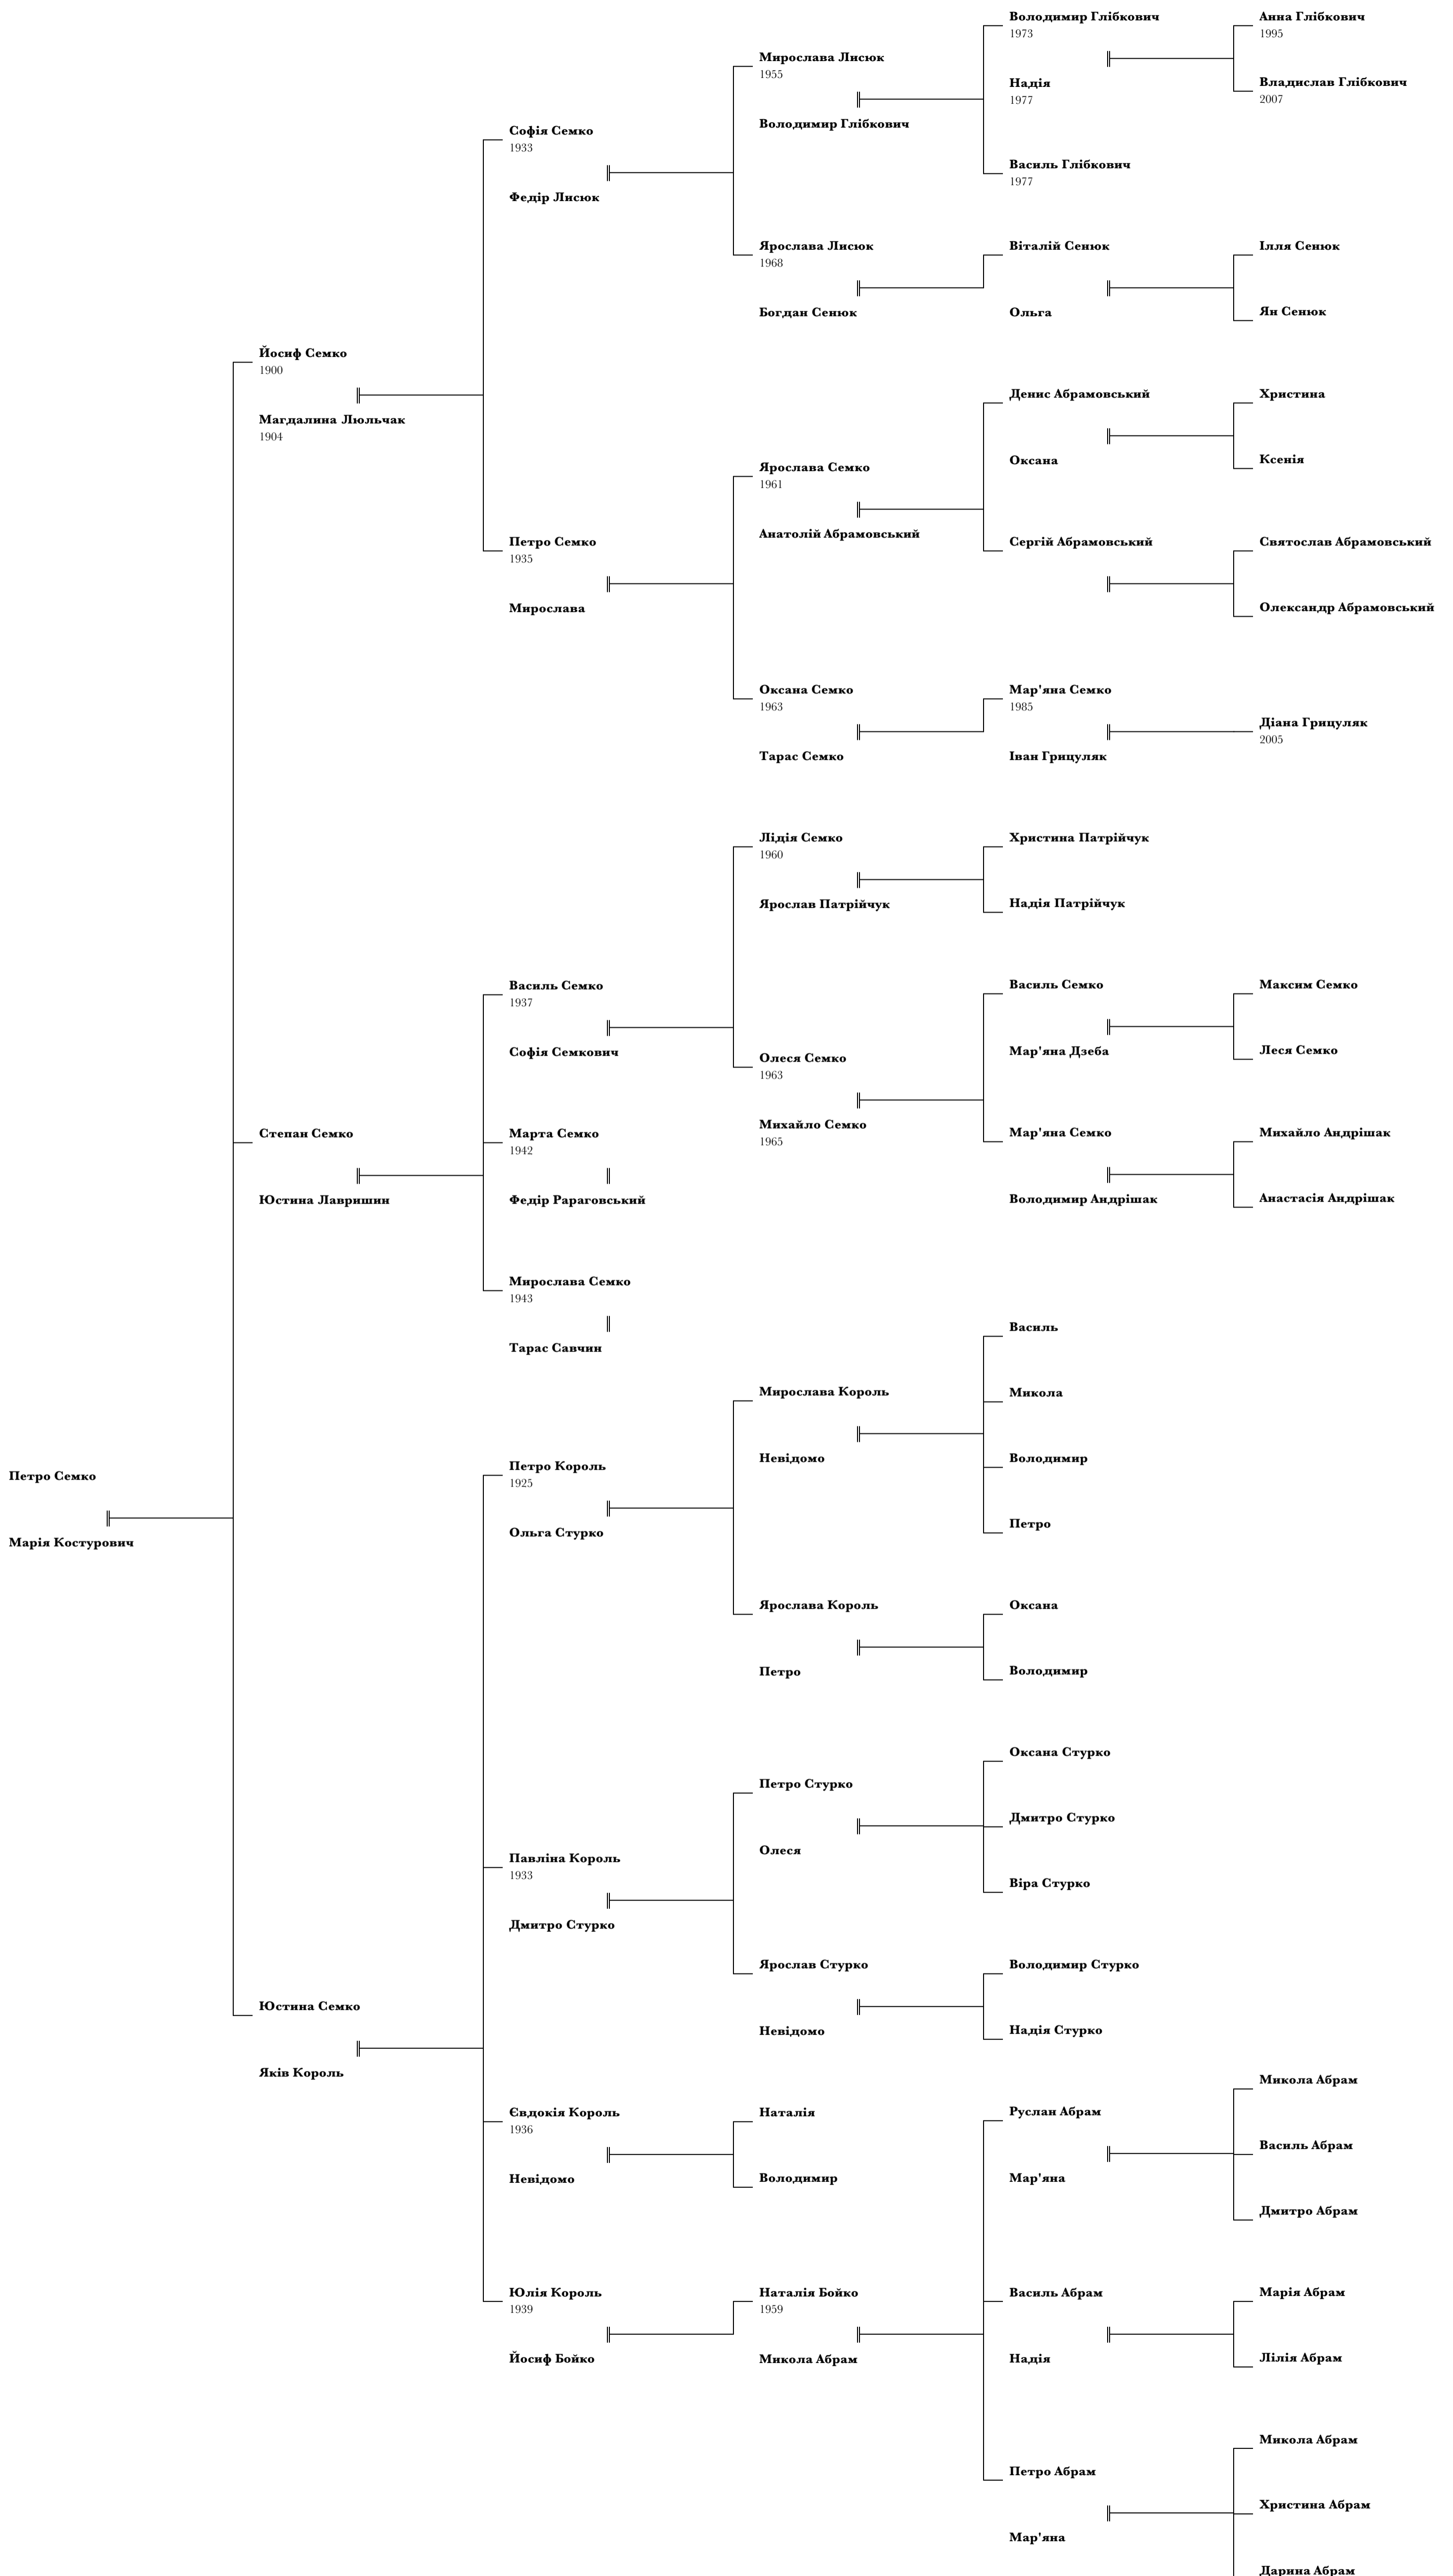 Петро Семко
Марія Костурович
Йосиф Семко
1900
Магдалина Люльчак
1904
Софія Семко
1933
Федір Лисюк
Мирослава Лисюк
1955
Володимир Глібкович
Володимир Глібкович
1973
Надія
1977
Анна Глібкович
1995
Владислав Глібкович
2007
Василь Глібкович
1977
Ярослава Лисюк
1968
Богдан Сенюк
Віталій Сенюк
Ольга
Ілля Сенюк
Ян Сенюк
Петро Семко
1935
Мирослава
Ярослава Семко
1961
Анатолій Абрамовський
Денис Абрамовський
Оксана
Христина
Ксенія
Сергій Абрамовський
Святослав Абрамовський
Олександр Абрамовський
Оксана Семко
1963
Тарас Семко
Мар'яна Семко
1985
Іван Грицуляк
Діана Грицуляк
2005
Степан Семко
Юстина Лавришин
Василь Семко
1937
Софія Семкович
Лідія Семко
1960
Ярослав Патрійчук
Христина Патрійчук
Надія Патрійчук
Олеся Семко
1963
Михайло Семко
1965
Василь Семко
Мар'яна Дзеба
Максим Семко
Леся Семко
Мар'яна Семко
Володимир Андрішак
Михайло Андрішак
Анастасія Андрішак
Марта Семко
1942
Федір Рараговський
Мирослава Семко
1943
Тарас Савчин
Юстина Семко
Яків Король
Петро Король
1925
Ольга Стурко
Мирослава Король
Невідомо
Василь
Микола
Володимир
Петро
Ярослава Король
Петро
Оксана
Володимир
Павліна Король
1933
Дмитро Стурко
Петро Стурко
Олеся
Оксана Стурко
Дмитро Стурко
Віра Стурко
Ярослав Стурко
Невідомо
Володимир Стурко
Надія Стурко
Євдокія Король
1936
Невідомо
Наталія
Володимир
Юлія Король
1939
Йосиф Бойко
Наталія Бойко
1959
Микола Абрам
Руслан Абрам
Мар'яна
Микола Абрам
Василь Абрам
Дмитро Абрам
Василь Абрам
Надія
Марія Абрам
Лілія Абрам
Петро Абрам
Мар'яна
Микола Абрам
Христина Абрам
Дарина Абрам